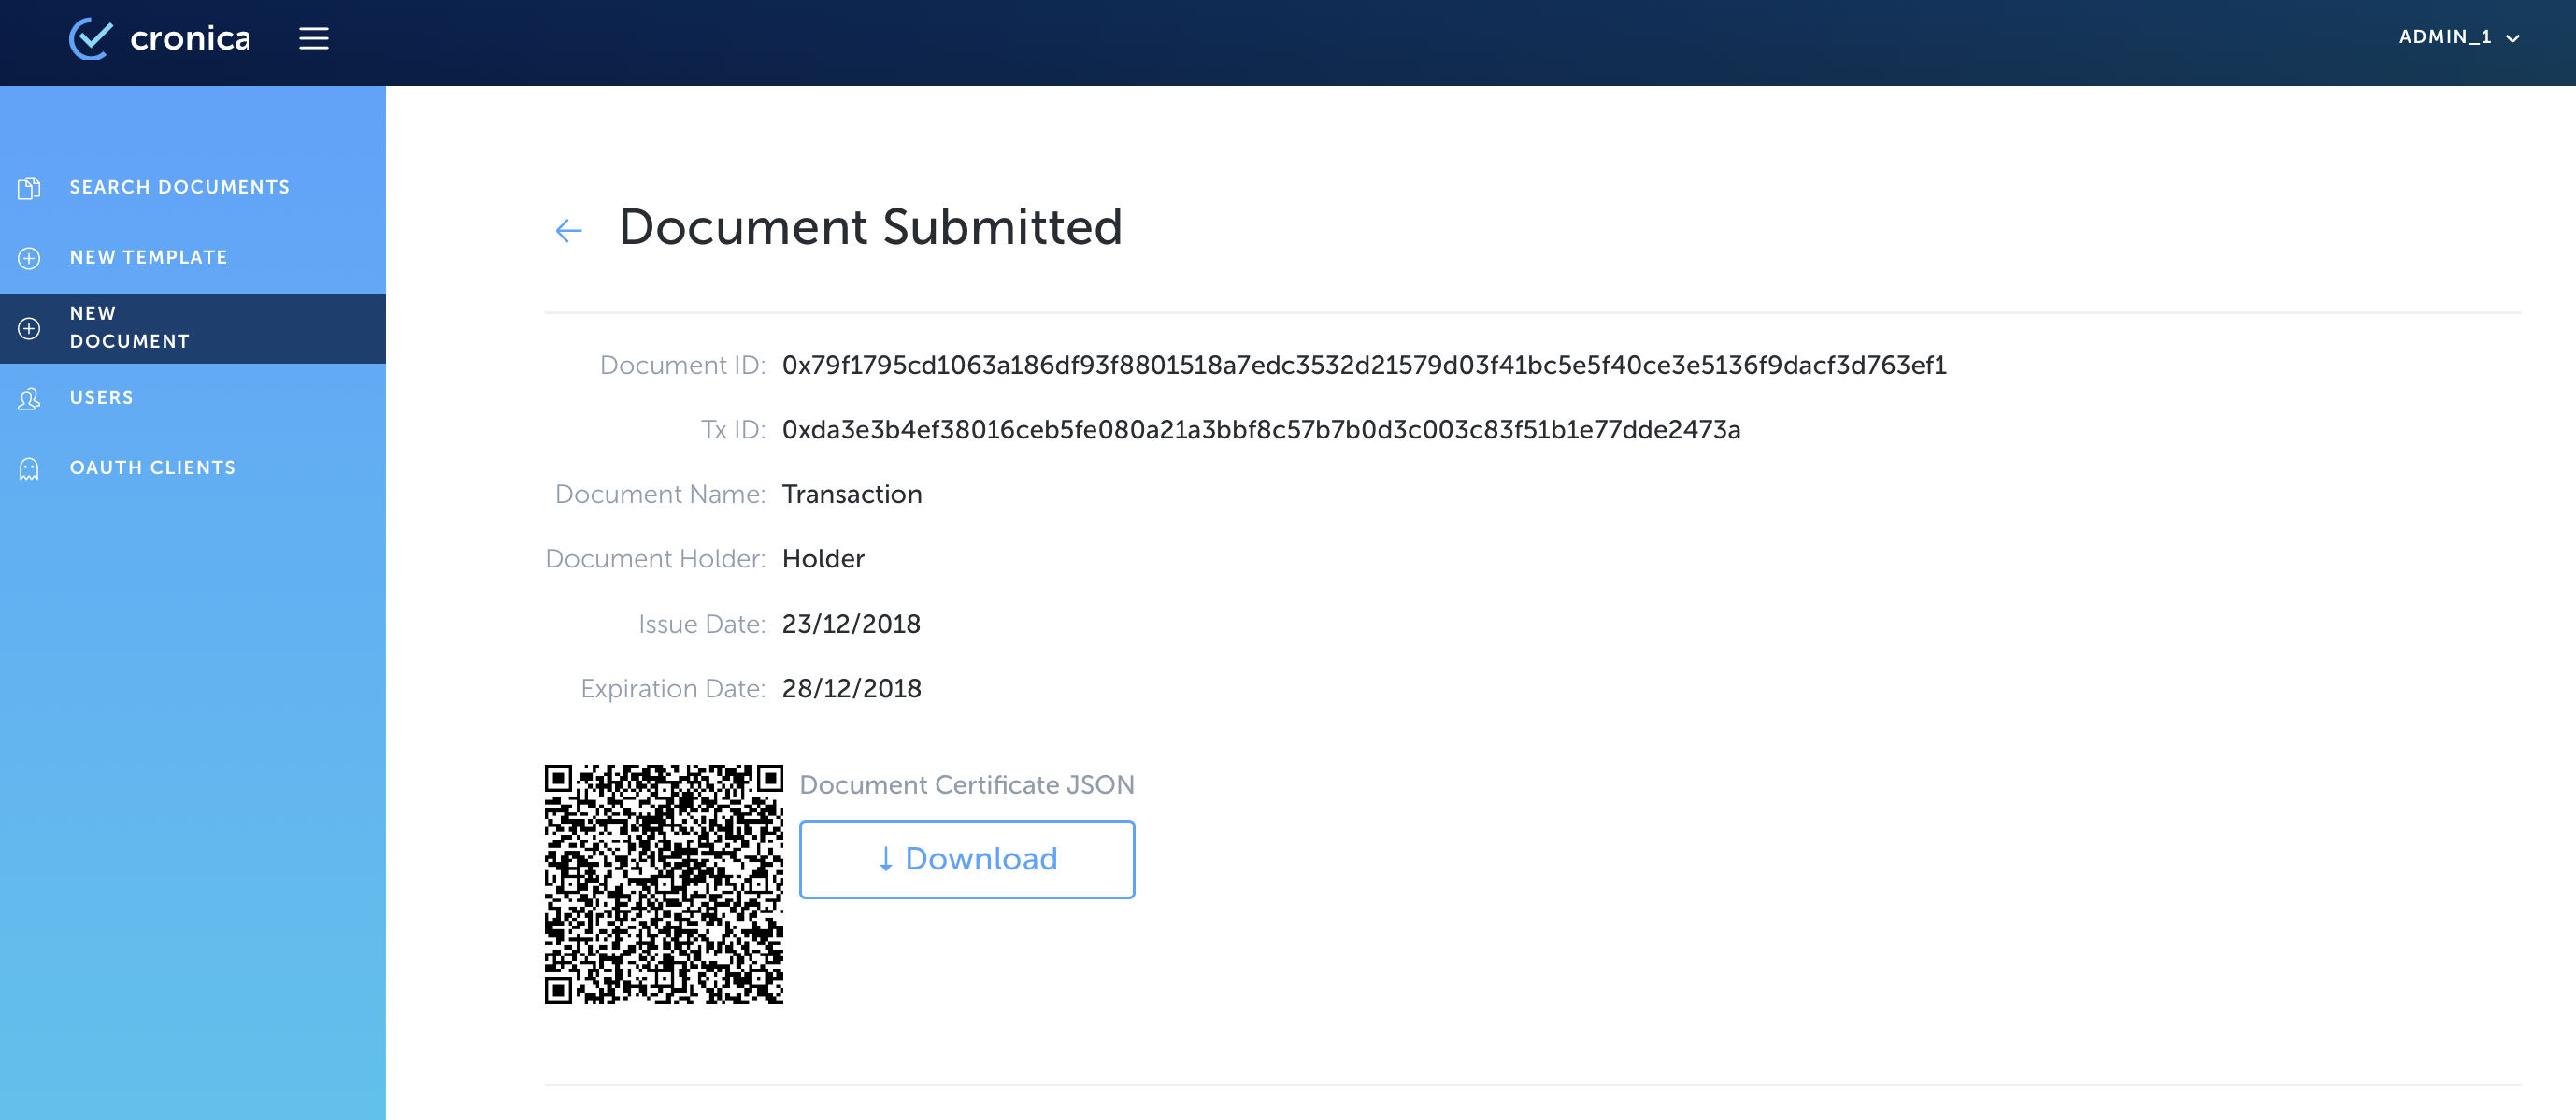 cronica
ADMIN_1
SEARCH DOCUMENTS
NEW TEMPLATE
NEW
DOCUMENT
USERS
OAUTH CLIENTS
Document Submitted
Document ID: 0x79f1795cd1063a186df93f8801518a7edc3532d21579d03f41bc5e5f40ce3e5136f9dacf3d763ef1
Tx ID: 0xda3e3b4ef38016ceb5fe080a21a3bbf8c57b7b0d3c003c83f51b1e77dde2473a
Document Name: Transaction
Document Holder: Holder
Issue Date: 23/12/2018
Expiration Date: 28/12/2018
Document Certificate JSON
↓ Download